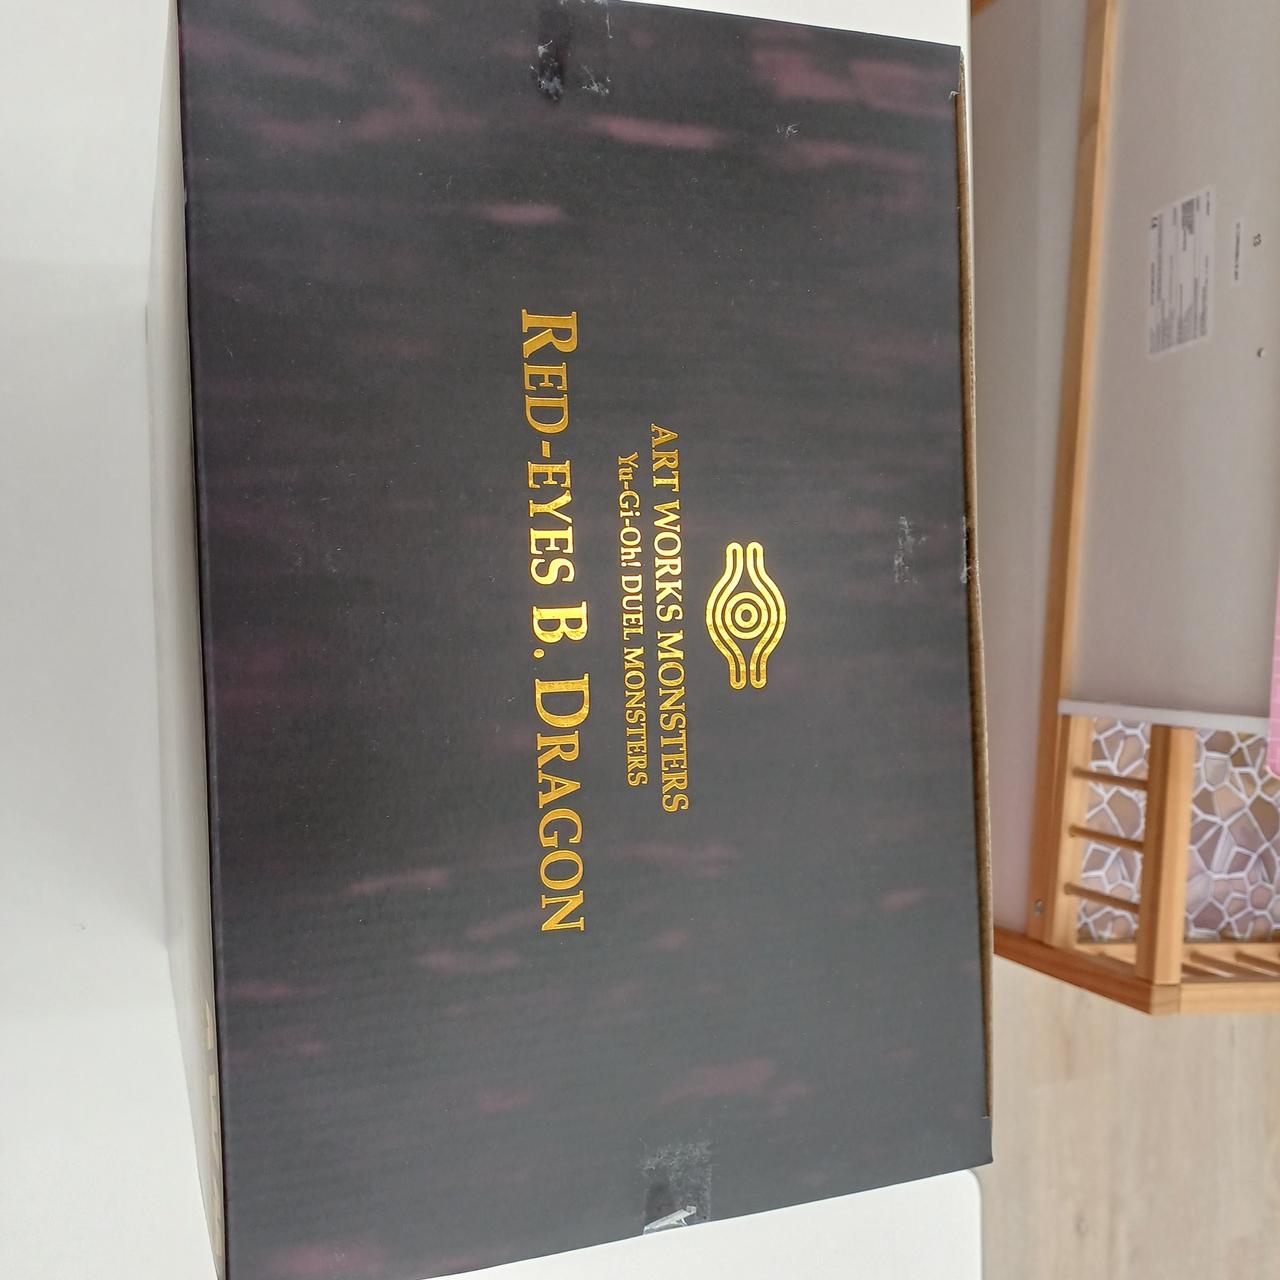 ART WORKS MONSTERS
Yu-Gi-Oh! DUEL MONSTERS
RED-EYES B. DRAGON